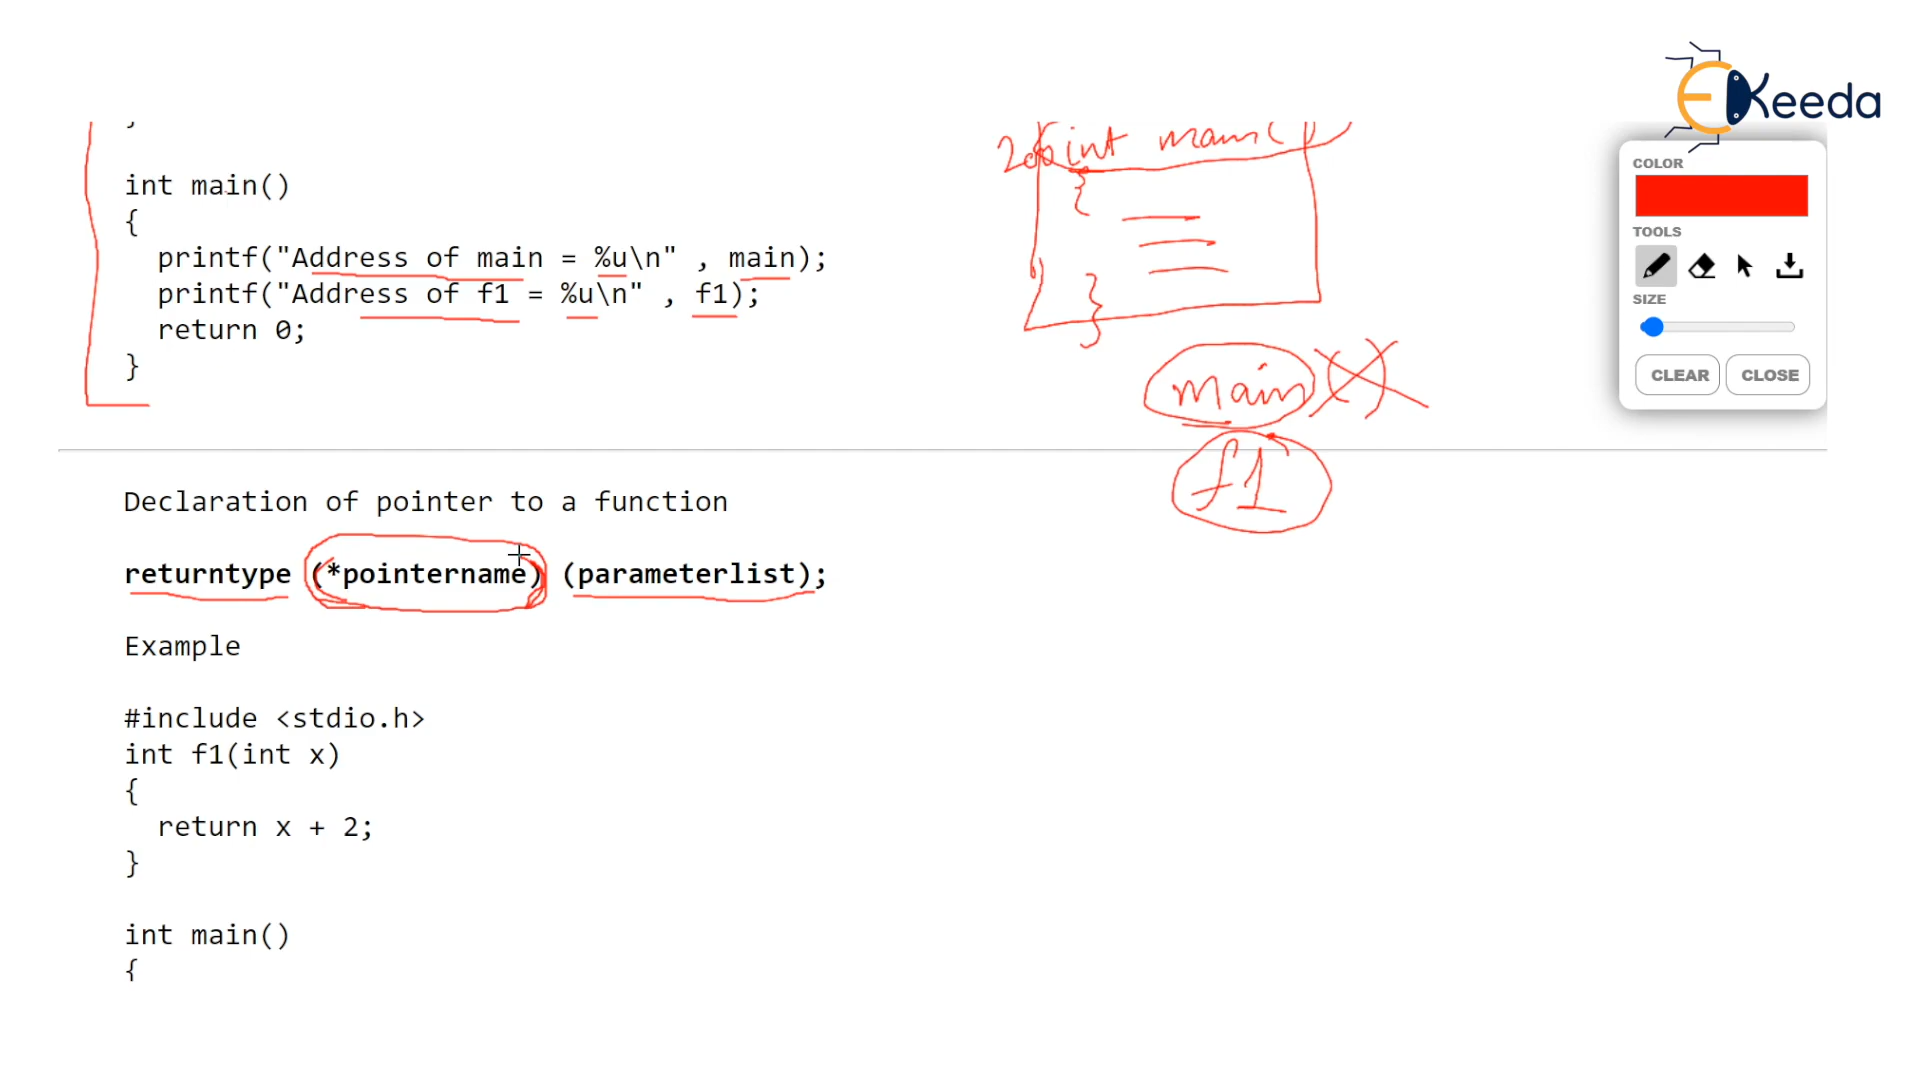 Keeda
}
int main()
{
printf("Address of main = %u\n" , main);
printf("Address of f1 = %u\n" , f1);
return 0;
}
200 int main()
{
}
main()
f1
COLOR
TOOLS
SIZE
CLEAR CLOSE
Declaration of pointer to a function
returntype (*pointername) (parameterlist);
Example
#include <stdio.h>
int f1(int x)
{
return x + 2;
}
int main()
{